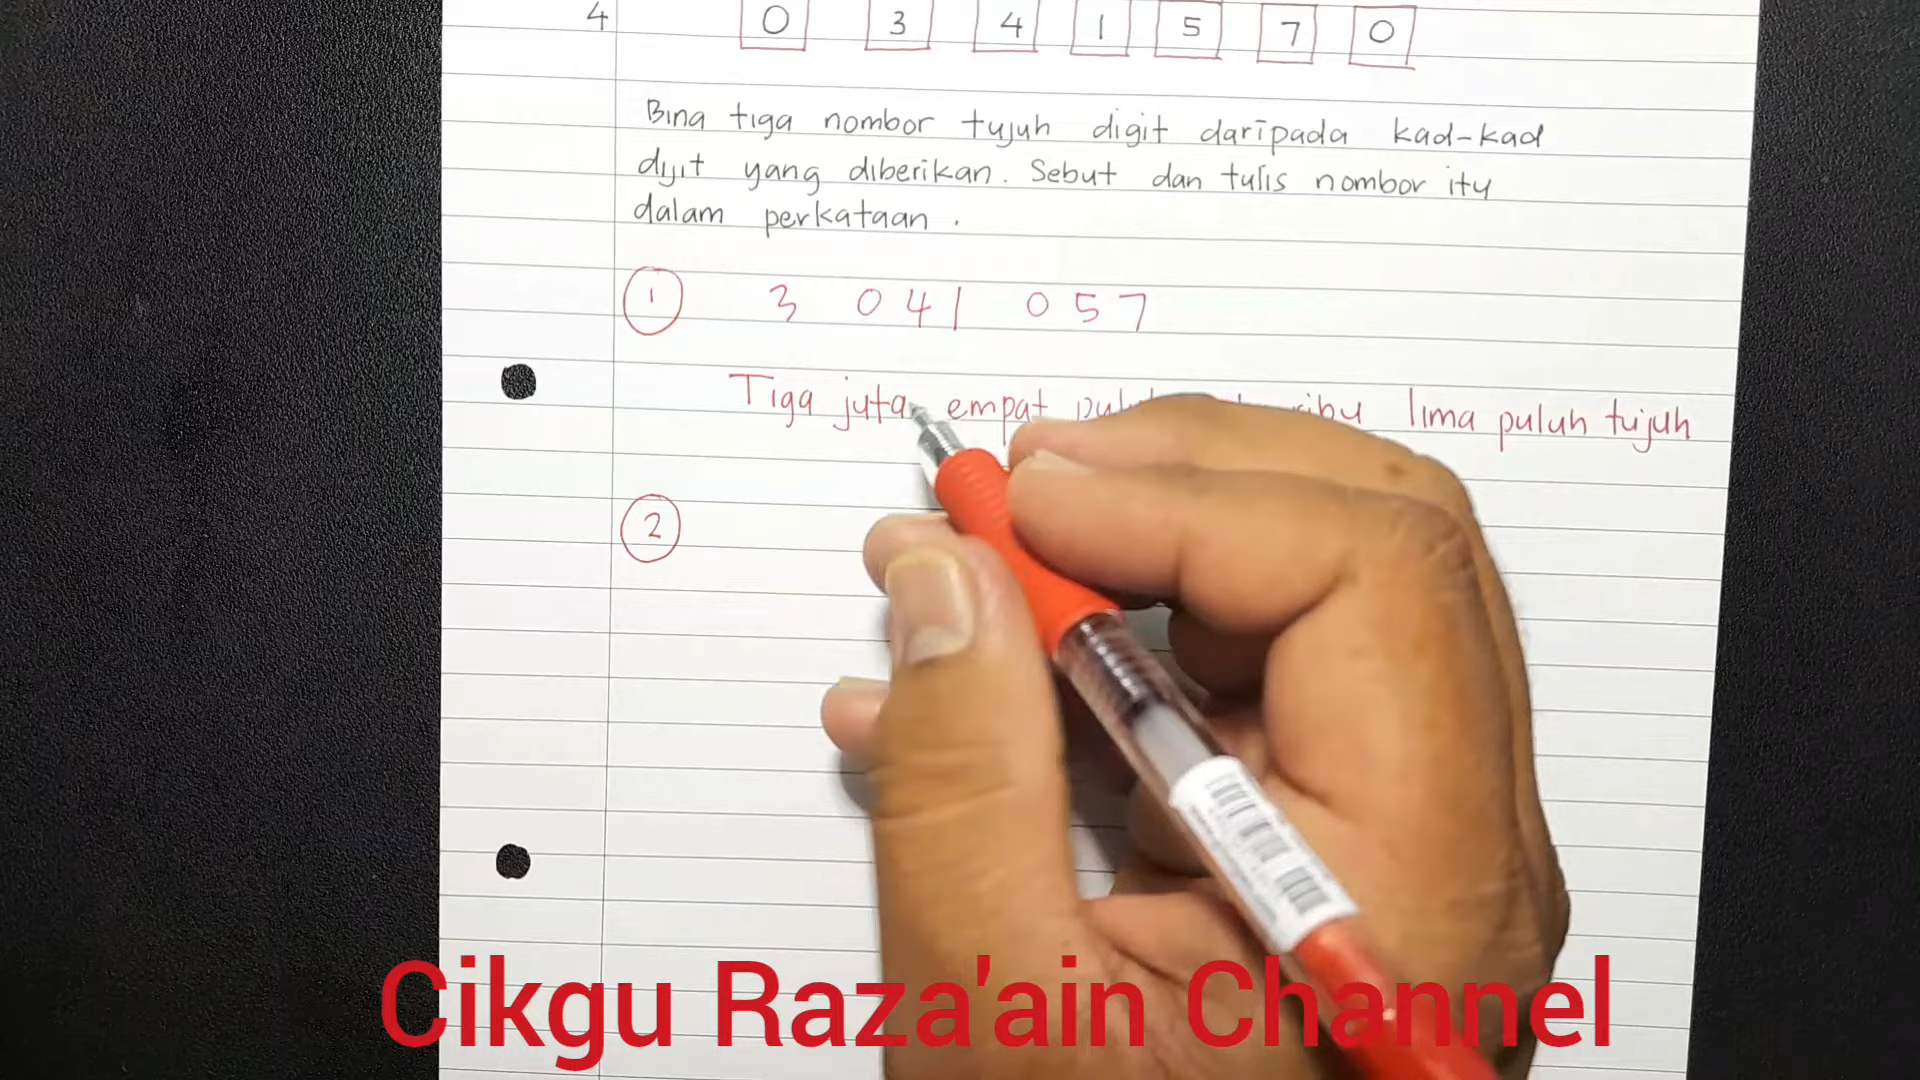 4 0 3 4 1 5 7 0
Bina tiga nombor tujuh digit daripada kad-kad
dijit yang diberikan. Sebut dan tulis nombor itu
dalam perkataan.
1 3 041 057
Tiga juta empat ribu lima puluh tujuh
2
Cikgu Raza'ain Channel